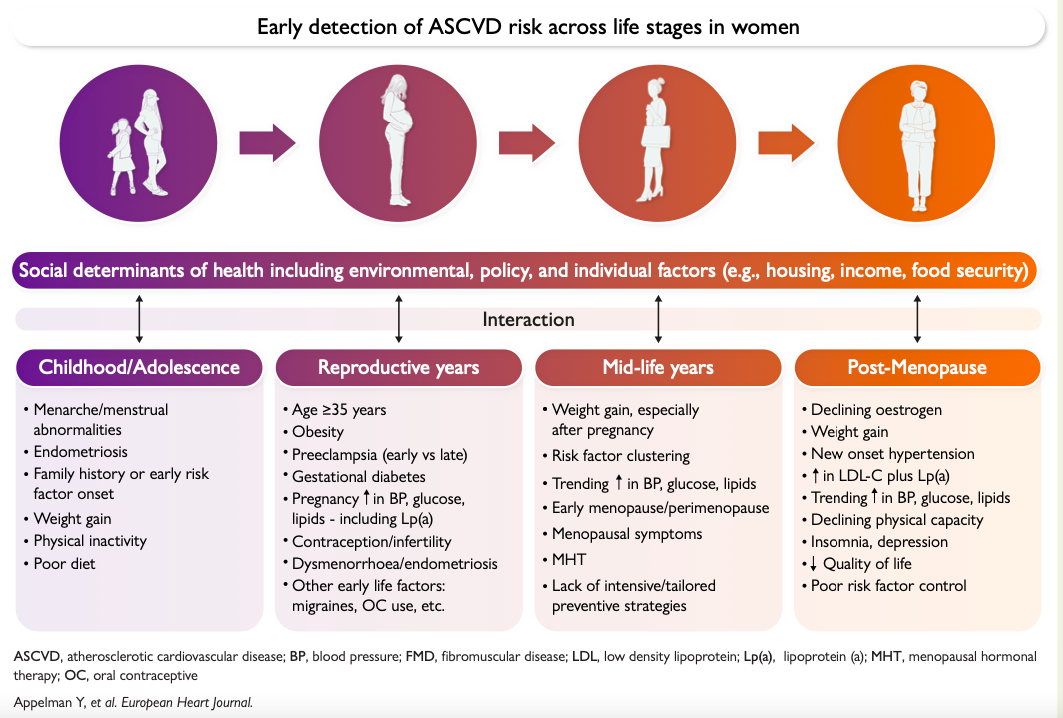 Early detection of ASCVD risk across life stages in women
Social determinants of health including environmental, policy, and individual factors (e.g., housing, income, food security)
Interaction
Childhood/Adolescence
• Menarche/menstrual
abnormalities
• Endometriosis
• Family history or early risk
factor onset
• Weight gain
• Physical inactivity
• Poor diet
Reproductive years
• Age ≥35 years
• Obesity
• Preeclampsia (early vs late)
• Gestational diabetes
• Pregnancy ↑ in BP, glucose,
lipids - including Lp(a)
• Contraception/infertility
• Dysmenorrhoea/endometriosis
• Other early life factors:
migraines, OC use, etc.
Mid-life years
• Weight gain, especially
after pregnancy
• Risk factor clustering
• Trending ↑ in BP, glucose, lipids
• Early menopause/perimenopause
• Menopausal symptoms
• MHT
• Lack of intensive/tailored
preventive strategies
Post-Menopause
• Declining oestrogen
• Weight gain
• New onset hypertension
• ↑ in LDL-C plus Lp(a)
• Trending ↑ in BP, glucose, lipids
• Declining physical capacity
• Insomnia, depression
• ↓ Quality of life
• Poor risk factor control
ASCVD, atherosclerotic cardiovascular disease; BP, blood pressure; FMD, fibromuscular disease; LDL, low density lipoprotein; Lp(a), lipoprotein (a); MHT, menopausal hormonal
therapy; OC, oral contraceptive
Appelman Y, et al. European Heart Journal.